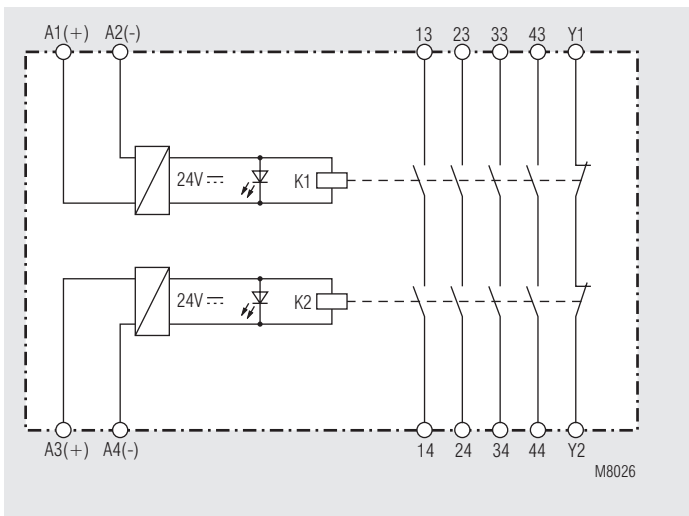 A1(+) A2(-) 13 23 33 43 Y1
24V K1
24V K2
A3(+) A4(-) 14 24 34 44 Y2
M8026